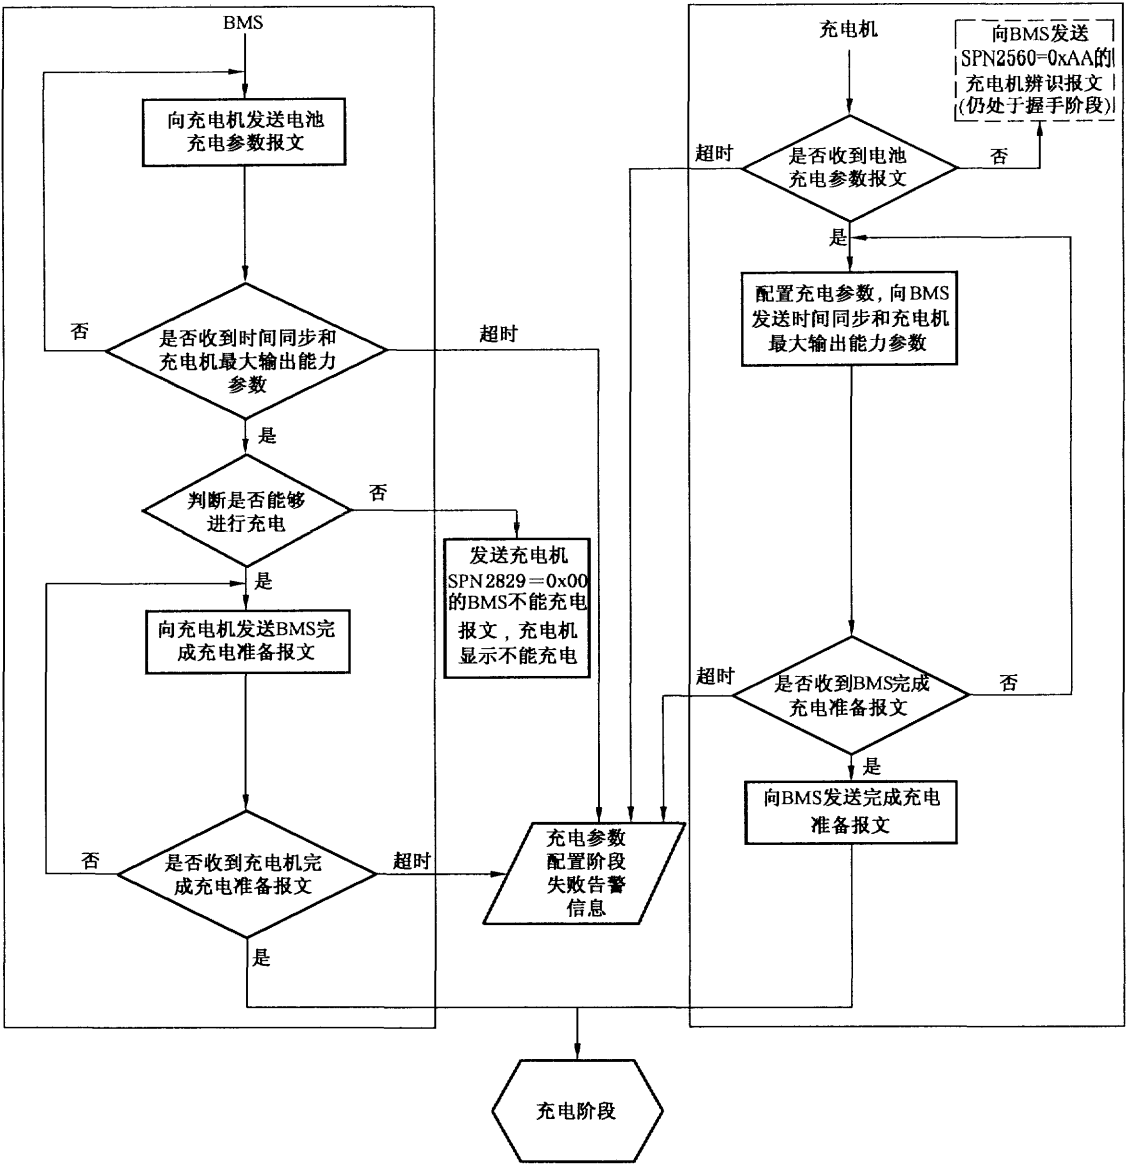 BMS
向充电机发送电池
充电参数报文
否
是否收到时间同步和
充电机最大输出能力
参数
超时
是
判断是否能够
进行充电
否
发送充电机
SPN2829=0x00
的BMS不能充电
报文，充电机
显示不能充电
是
向充电机发送BMS完
成充电准备报文
否
是否收到充电机完
成充电准备报文
超时
是
充电参数
配置阶段
失败告警
信息
充电机
向BMS发送
SPN2560=0xAA的
充电机辨识报文
(仍处于握手阶段)
超时
是否收到电池
充电参数报文
否
是
配置充电参数，向BMS
发送时间同步和充电机
最大输出能力参数
超时
是否收到BMS完成
充电准备报文
否
是
向BMS发送完成充电
准备报文
充电阶段